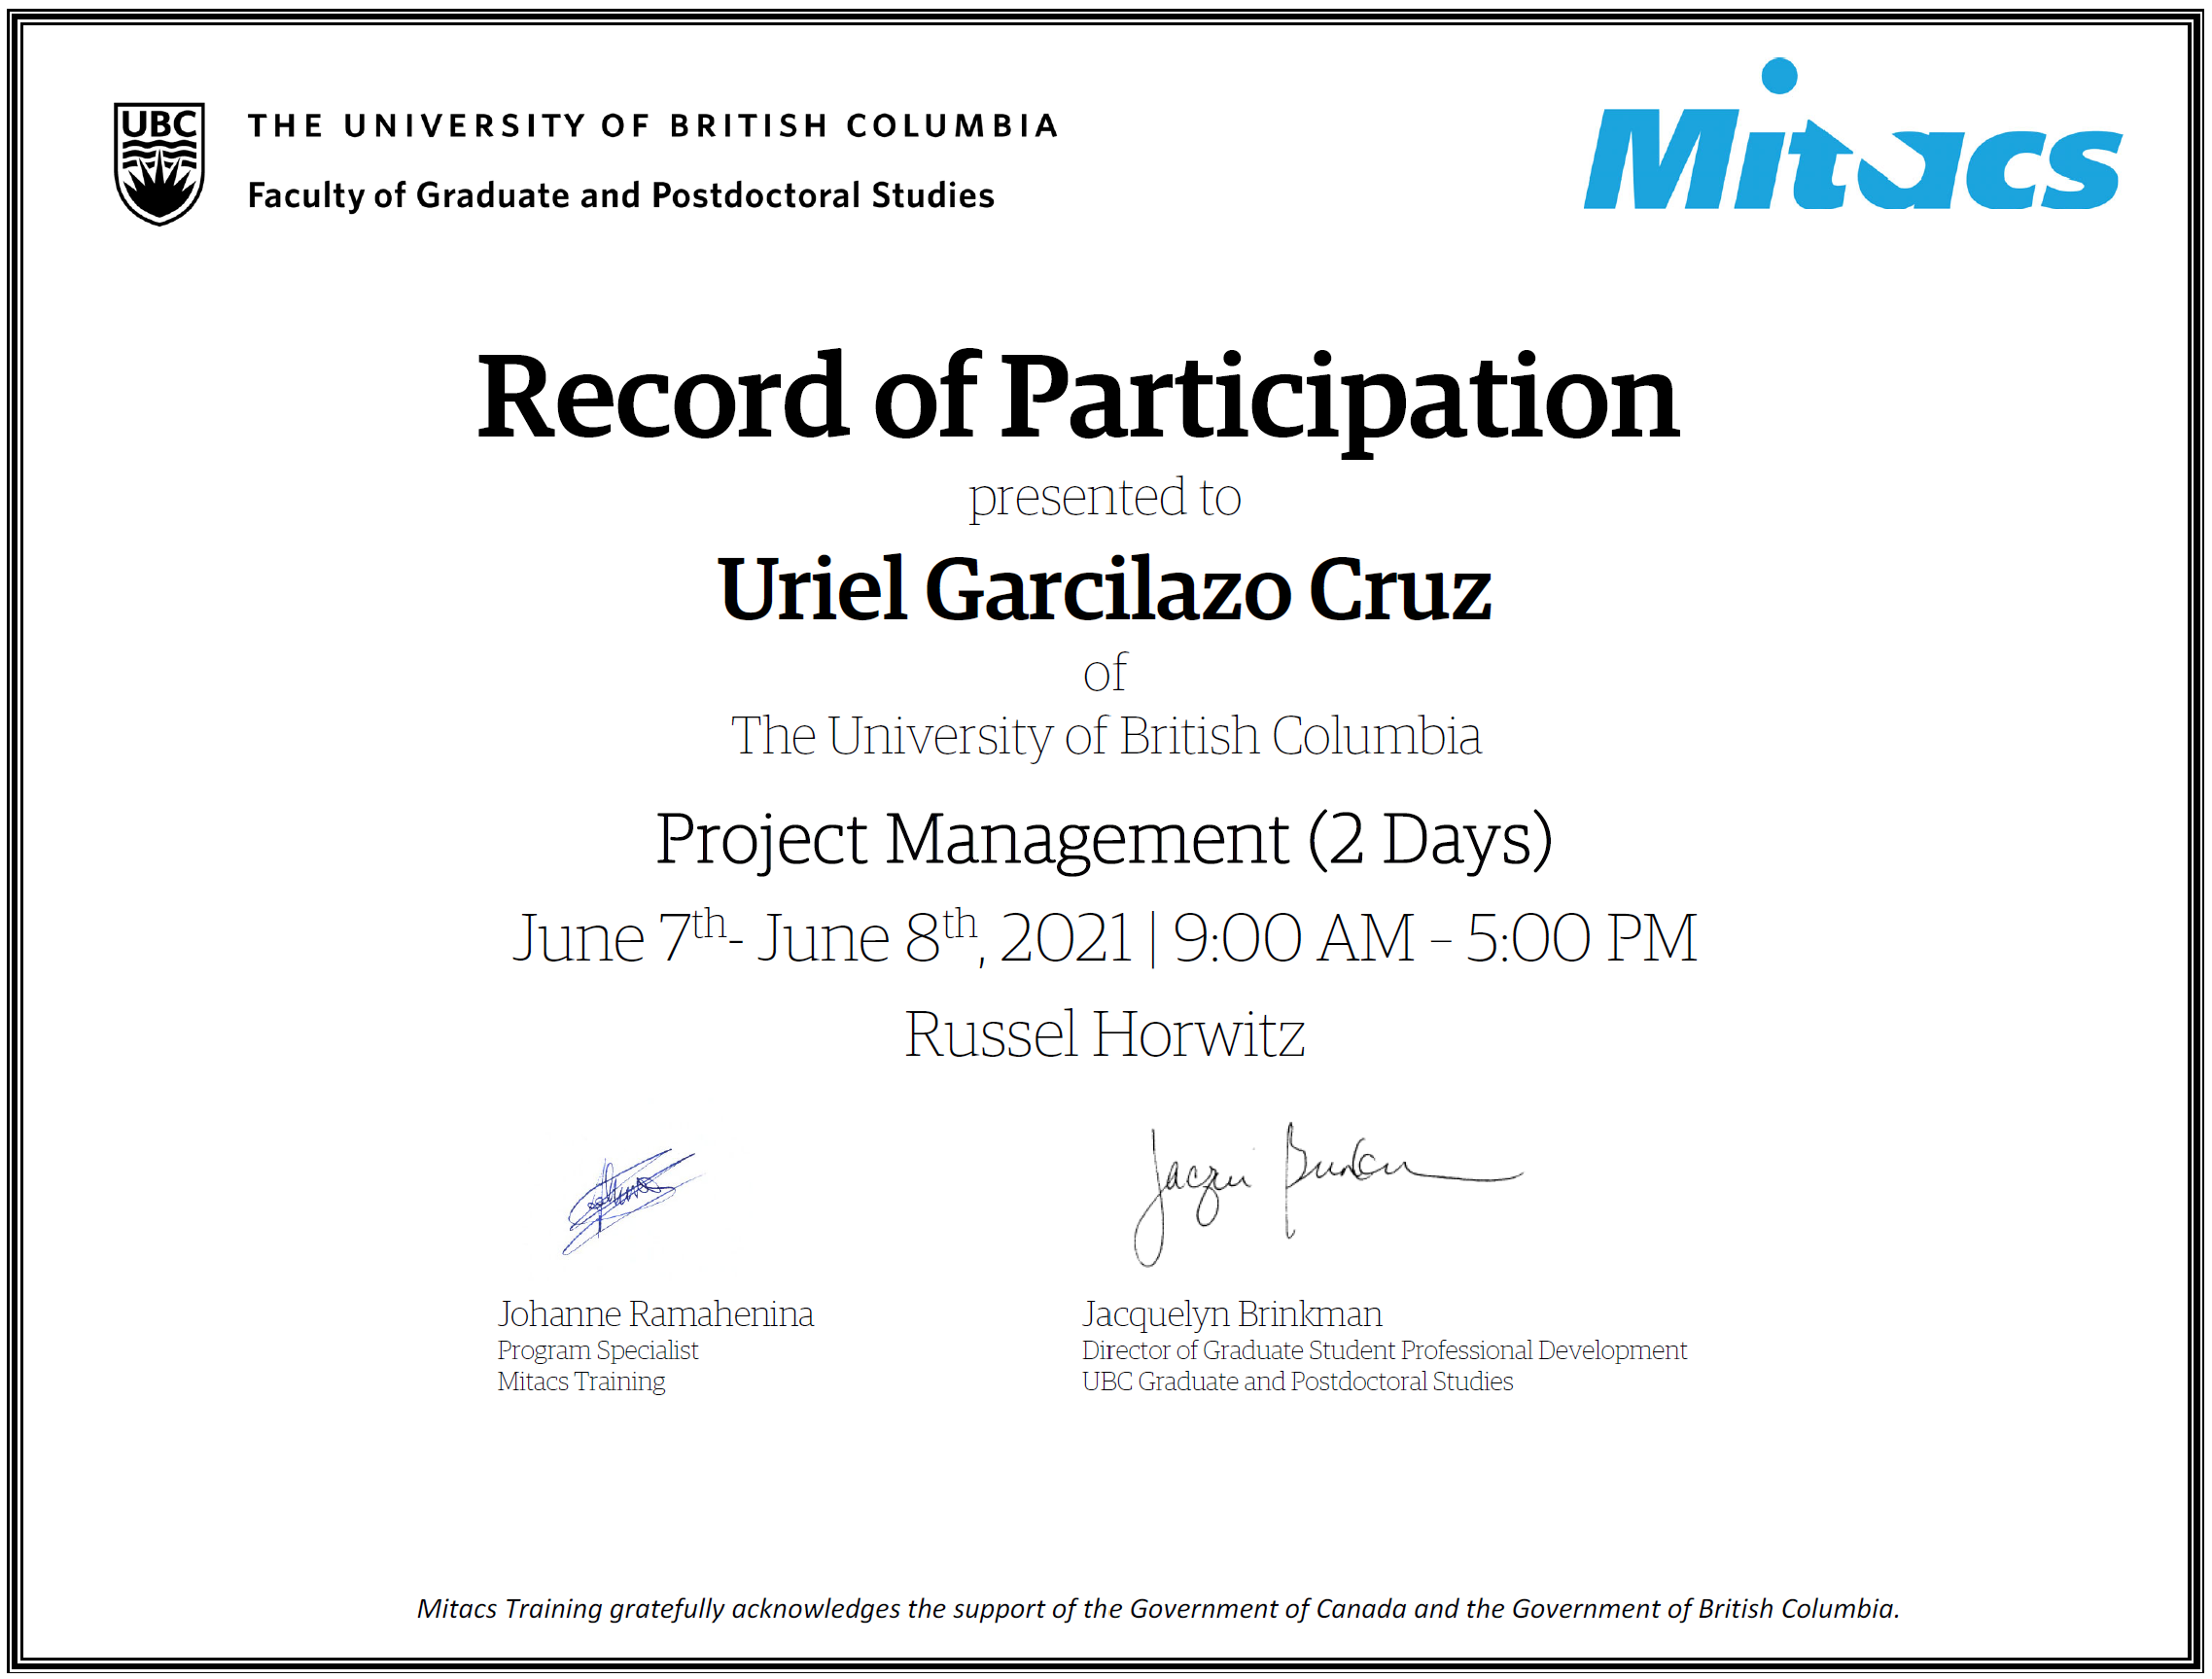 UBC
THE UNIVERSITY OF BRITISH COLUMBIA
Faculty of Graduate and Postdoctoral Studies
Mitacs
Record of Participation
presented to
Uriel Garcilazo Cruz
of
The University of British Columbia
Project Management (2 Days)
June 7th- June 8th, 2021 | 9:00 AM – 5:00 PM
Russel Horwitz
Johanne Ramahenina
Program Specialist
Mitacs Training
Jacquelyn Brinkman
Director of Graduate Student Professional Development
UBC Graduate and Postdoctoral Studies
Mitacs Training gratefully acknowledges the support of the Government of Canada and the Government of British Columbia.